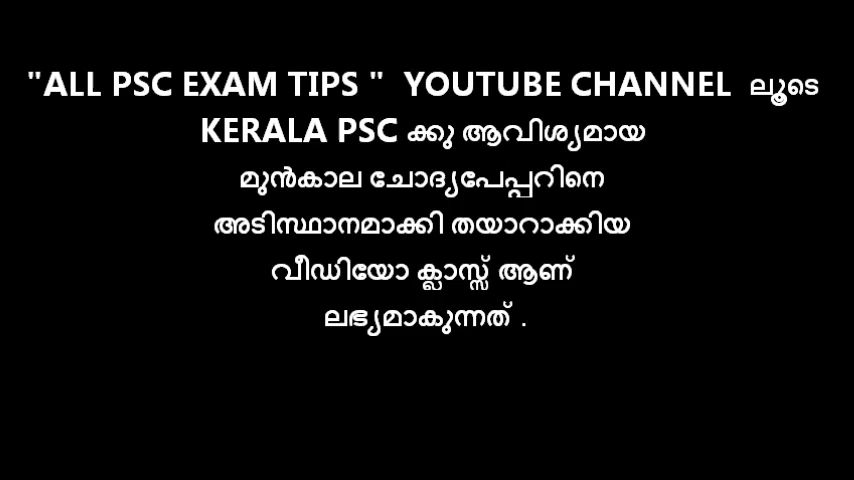 "ALL PSC EXAM TIPS "  YOUTUBE CHANNEL  ലൂടെ
KERALA PSC ക്കു ആവിശ്യമായ
മുൻകാല ചോദ്യപേപ്പറിനെ
അടിസ്ഥാനമാക്കി തയാറാക്കിയ
വീഡിയോ ക്ലാസ്സ് ആണ്
ലഭ്യമാകുന്നത് .